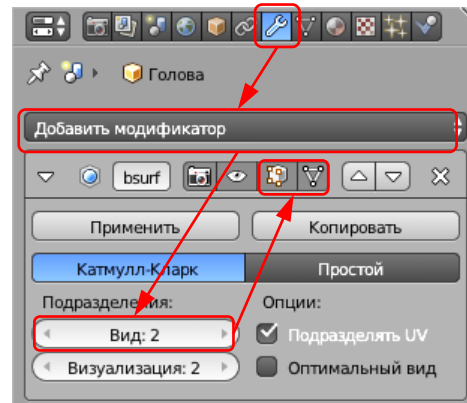 Голова
Добавить модификатор
bsurf
Применить Копировать
Катмулл-Кларк Простой
Подразделения: Опции:
Вид: 2 Подразделять UV
Визуализация: 2 Оптимальный вид